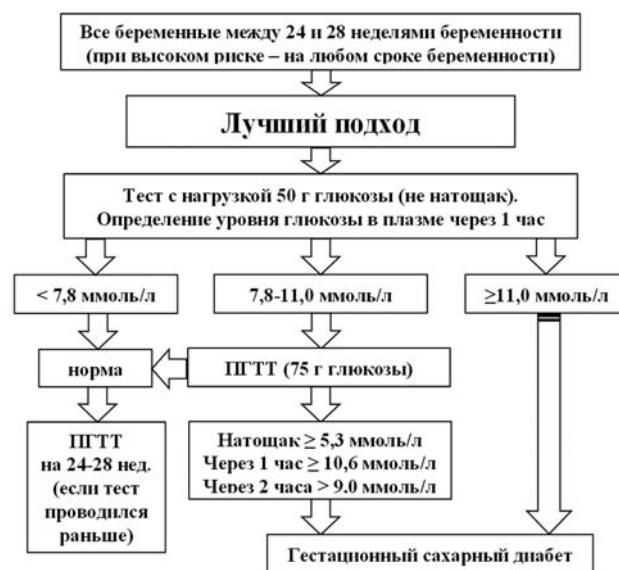 Все беременные между 24 и 28 неделями беременности
(при высоком риске – на любом сроке беременности)
Лучший подход
Тест с нагрузкой 50 г глюкозы (не натощак).
Определение уровня глюкозы в плазме через 1 час
< 7,8 ммоль/л
7,8-11,0 ммоль/л
≥11,0 ммоль/л
норма
ПГТТ (75 г глюкозы)
ПГТТ
на 24-28 нед.
(если тест
проводился
раньше)
Натощак ≥ 5,3 ммоль/л
Через 1 час ≥ 10,6 ммоль/л
Через 2 часа > 9.0 ммоль/л
Гестационный сахарный диабет